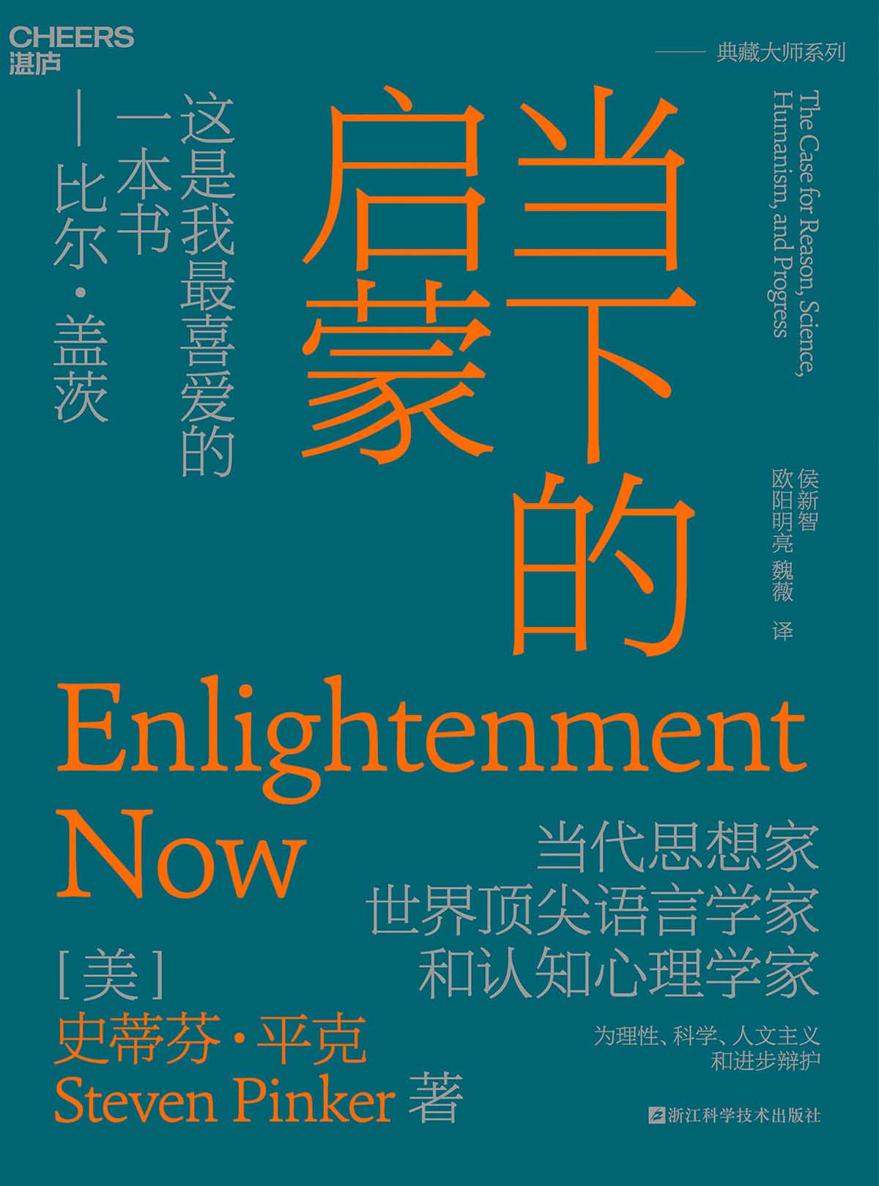 CHEERS
湛庐
典藏大师系列
The Case for Reason, Science,
Humanism, and Progress
当下的
启蒙
这是我最喜爱的
一本书
—比尔·盖茨
侯新智
欧阳明亮 魏薇 译
Enlightenment
Now
当代思想家
世界顶尖语言学家
和认知心理学家
[美]
史蒂芬·平克
Steven Pinker 著
为理性、科学、人文主义
和进步辩护
浙江科学技术出版社